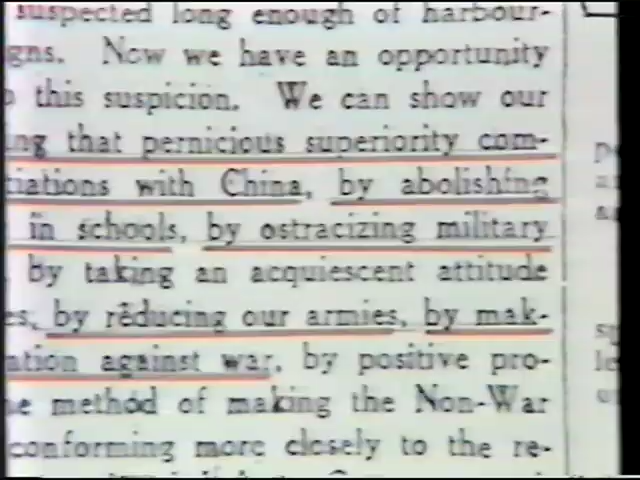 suspected long enough of harbour-
gns. Now we have an opportunity
this suspicion. We can show our
ing that pernicious superiority com-
tiations with China, by abolishing
in schools, by ostracizing military
by taking an acquiescent attitude
es, by reducing our armies, by mak-
ation against war, by positive pro-
e method of making the Non-War
conforming more closely to the re-